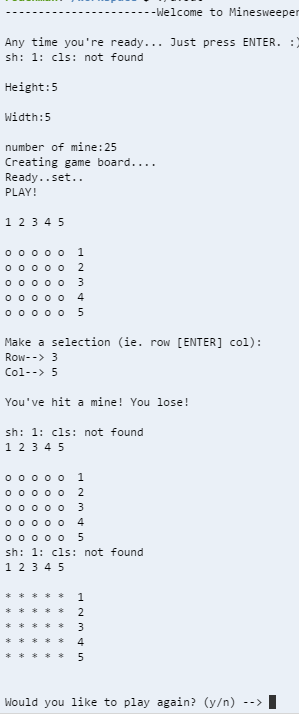 ------------------------Welcome to Minesweeper
Any time you're ready... Just press ENTER. :)
sh: 1: cls: not found
Height:5
Width:5
number of mine:25
Creating game board....
Ready..set..
PLAY!
1 2 3 4 5
o o o o o  1
o o o o o  2
o o o o o  3
o o o o o  4
o o o o o  5
Make a selection (ie. row [ENTER] col):
Row--> 3
Col--> 5
You've hit a mine! You lose!
sh: 1: cls: not found
1 2 3 4 5
o o o o o  1
o o o o o  2
o o o o o  3
o o o o o  4
o o o o o  5
sh: 1: cls: not found
1 2 3 4 5
* * * * *  1
* * * * *  2
* * * * *  3
* * * * *  4
* * * * *  5
Would you like to play again? (y/n) -->